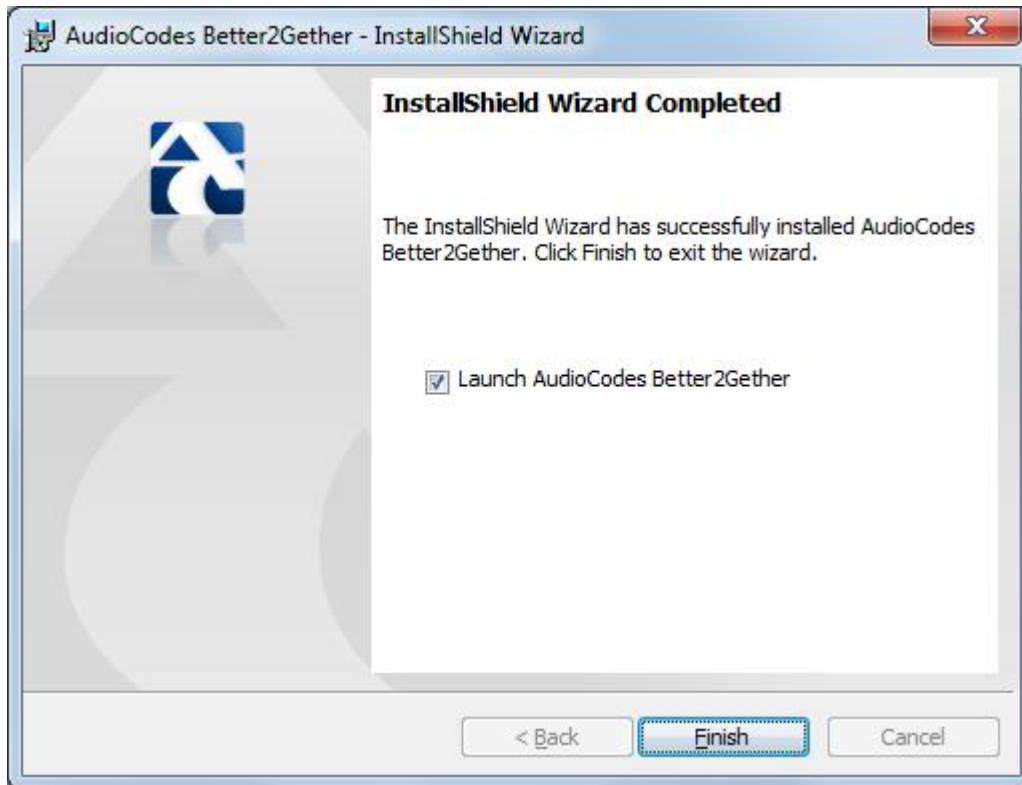 AudioCodes Better2Gether - InstallShield Wizard
InstallShield Wizard Completed
The InstallShield Wizard has successfully installed AudioCodes
Better2Gether. Click Finish to exit the wizard.
Launch AudioCodes Better2Gether
< Back
Finish
Cancel